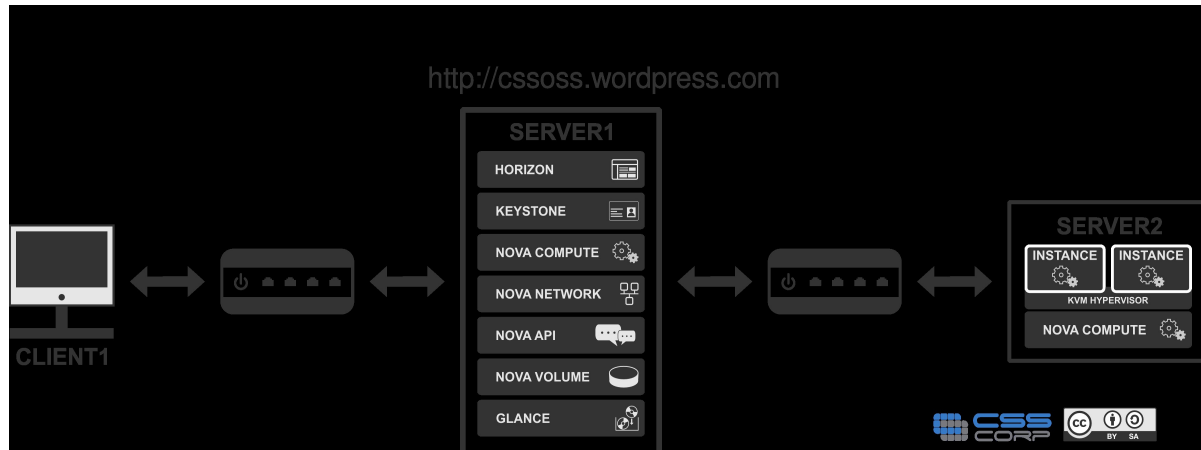 http://cssoss.wordpress.com
SERVER1
HORIZON
KEYSTONE
NOVA COMPUTE
NOVA NETWORK
NOVA API
NOVA VOLUME
GLANCE
CLIENT1
SERVER2
INSTANCE INSTANCE
KVM HYPERVISOR
NOVA COMPUTE
CSS
CORP
cc
BY SA